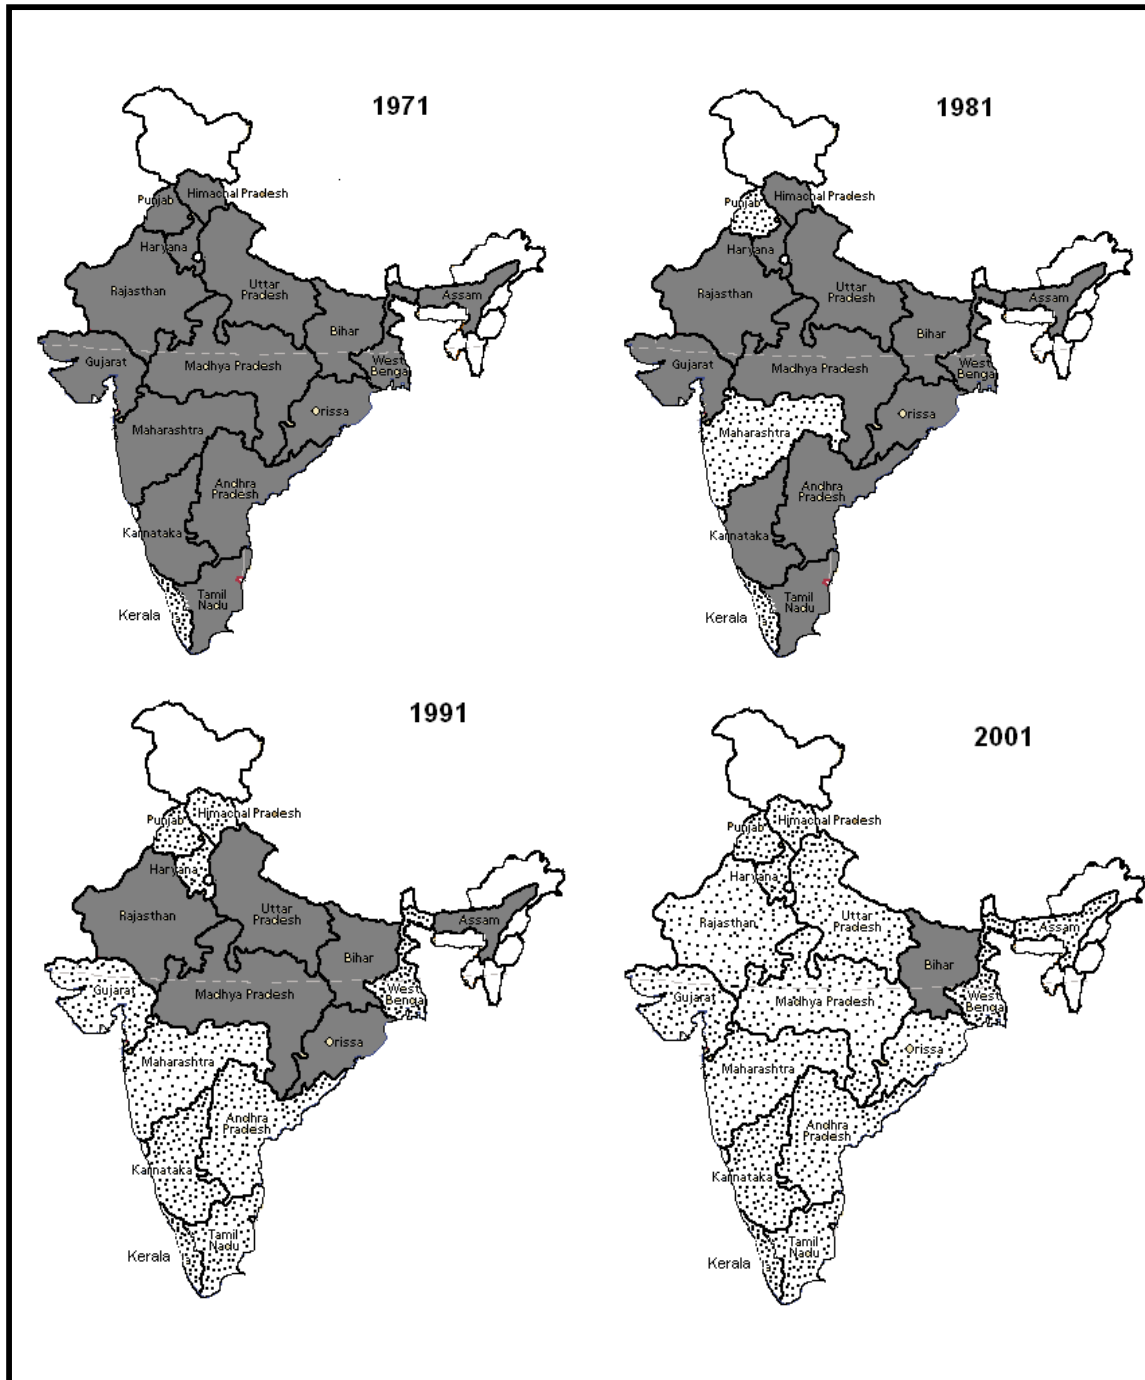 1971
Himachal Pradesh
Punjab
Haryana
Rajasthan
Uttar
Pradesh
Assam
Bihar
Gujarat
Madhya Pradesh
West
Bengal
Orissa
Maharashtra
Andhra
Pradesh
Karnataka
Tamil
Nadu
Kerala
1981
Himachal Pradesh
Punjab
Haryana
Rajasthan
Uttar
Pradesh
Assam
Bihar
Gujarat
Madhya Pradesh
West
Benga
Orissa
Maharashtra
Andhra
Pradesh
Karnataka
Tamil
Nadu
Kerala
1991
Himachal Pradesh
Punjab
Haryana
Rajasthan
Uttar
Pradesh
Assam
Bihar
Gujarat
Madhya Pradesh
West
Benga
Orissa
Maharashtra
Andhra
Pradesh
Karnataka
Tamil
Nadu
Kerala
2001
Himachal Pradesh
Punjab
Haryana
Rajasthan
Uttar
Pradesh
Assam
Bihar
Gujarat
Madhya Pradesh
West
Benga
Orissa
Maharashtra
Andhra
Pradesh
Karnataka
Tamil
Nadu
Kerala